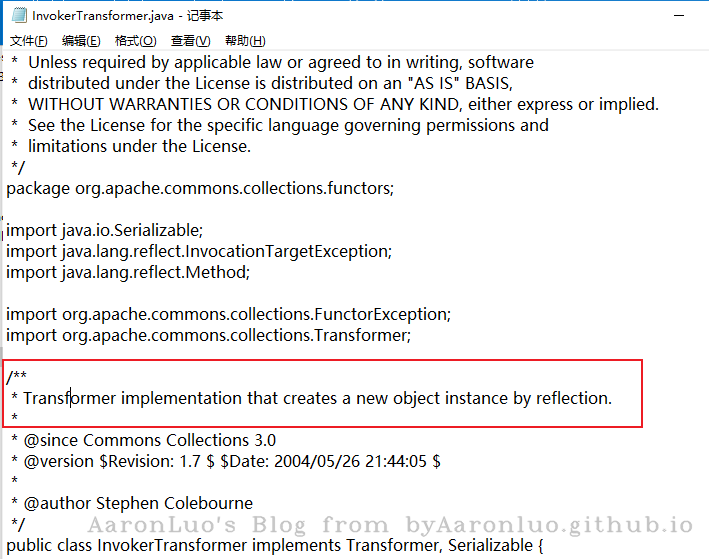 InvokerTransformer.java - 记事本
文件(F) 编辑(E) 格式(O) 查看(V) 帮助(H)
* Unless required by applicable law or agreed to in writing, software
* distributed under the License is distributed on an "AS IS" BASIS,
* WITHOUT WARRANTIES OR CONDITIONS OF ANY KIND, either express or implied.
* See the License for the specific language governing permissions and
* limitations under the License.
*/
package org.apache.commons.collections.functors;
import java.io.Serializable;
import java.lang.reflect.InvocationTargetException;
import java.lang.reflect.Method;
import org.apache.commons.collections.FunctorException;
import org.apache.commons.collections.Transformer;
/**
* Transformer implementation that creates a new object instance by reflection.
*
* @since Commons Collections 3.0
* @version $Revision: 1.7 $ $Date: 2004/05/26 21:44:05 $
*
* @author Stephen Colebourne
*/
AaronLuo's Blog from byAaronluo.github.io
public class InvokerTransformer implements Transformer, Serializable {